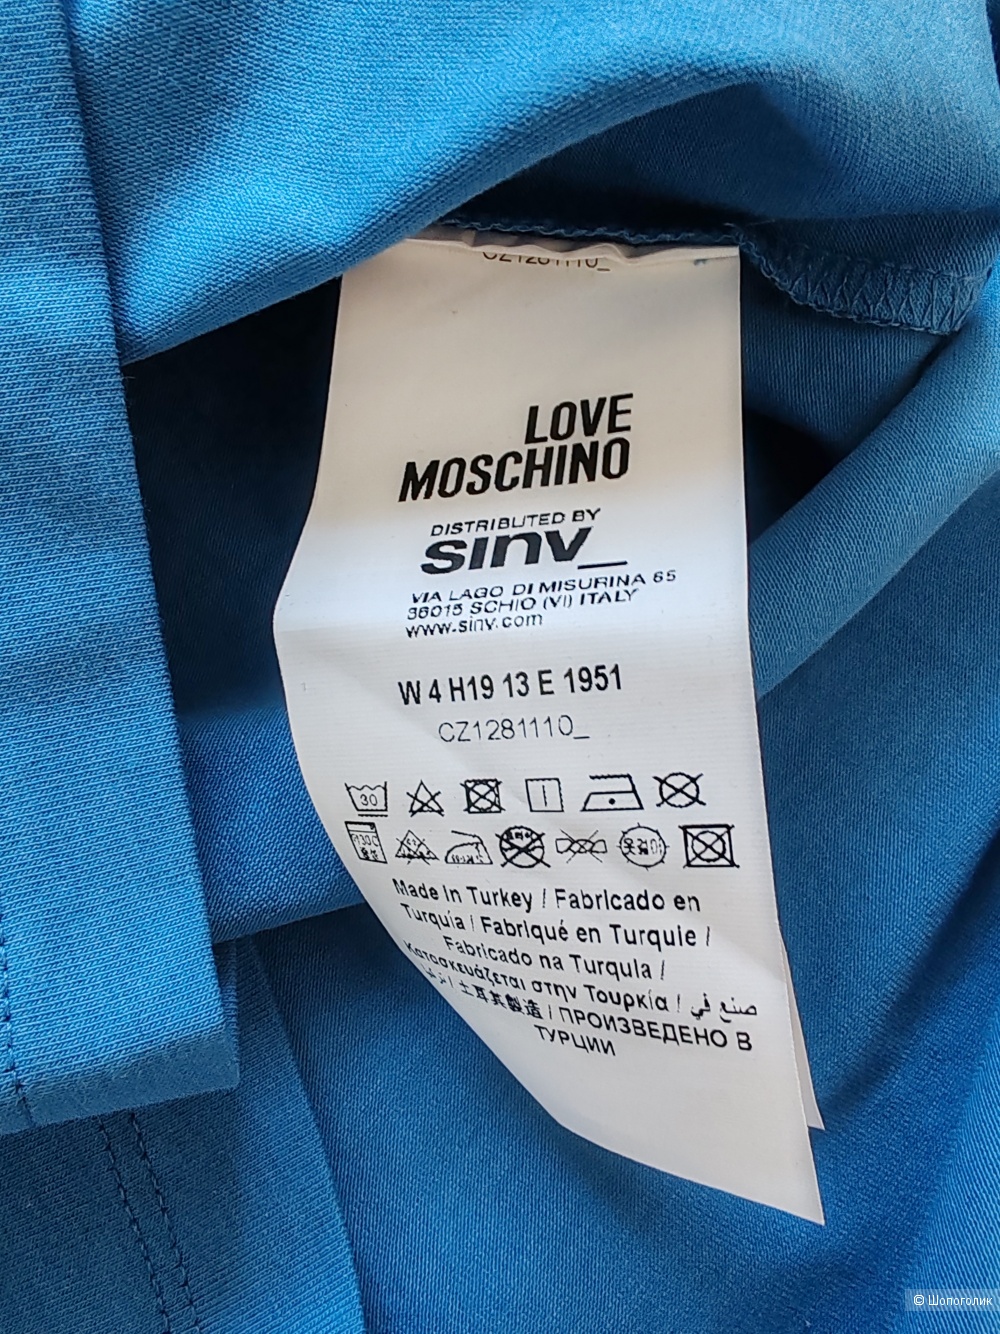 CZ1281110_
LOVE
MOSCHINO
DISTRIBUTED BY
sinv_
VIA LAGO DI MISURINA 65
36015 SCHIO (VI) ITALY
www.sinv.com
W 4 H19 13 E 1951
CZ1281110_
30
Made in Turkey / Fabricado en
Turquía / Fabriqué en Turquie /
Fabricado na Turquia /
Κατασκευάζεται στην Τουρκία / صنع في
土耳其製造 / ПРОИЗВЕДЕНО В
ТУРЦИИ
© Шопоголик